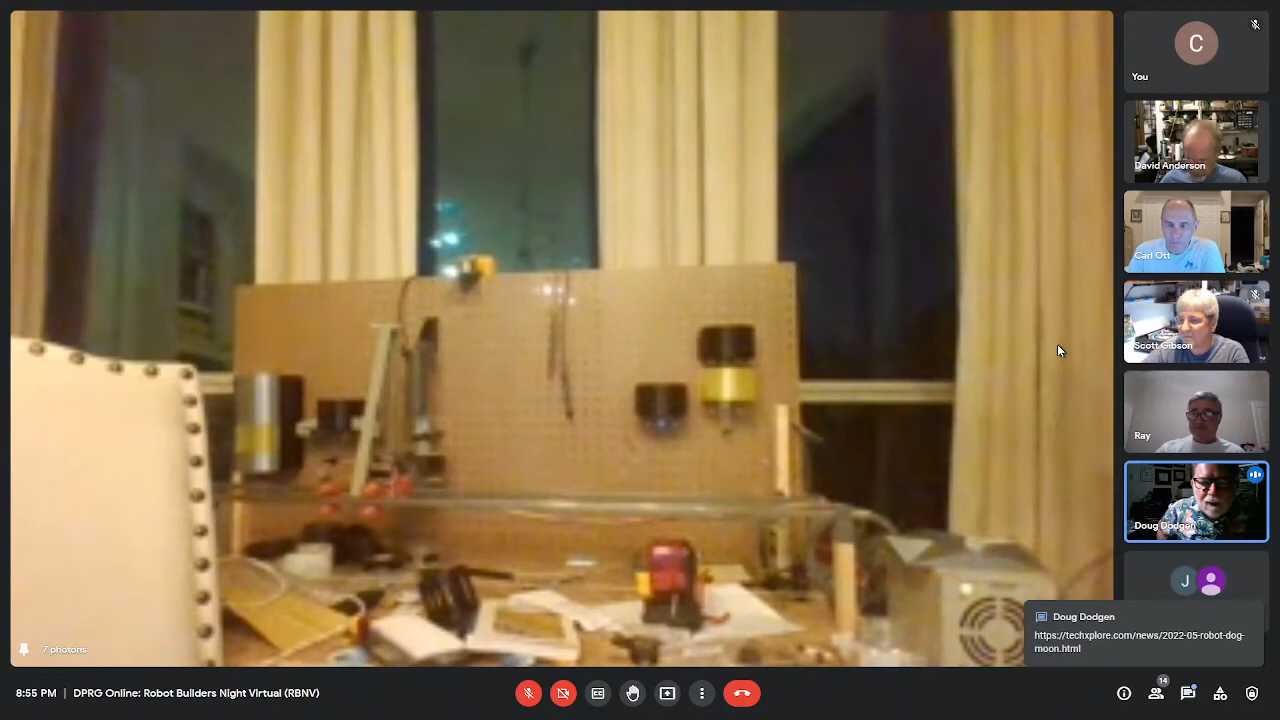 C
You
David Anderson
Carl Ott
Scott Gibson
Ray
Doug Dodgen
J
Doug Dodgen
https://techxplore.com/news/2022-05-robot-dog-
moon.html
7 photons
8:55 PM | DPRG Online: Robot Builders Night Virtual (RBNV)
14